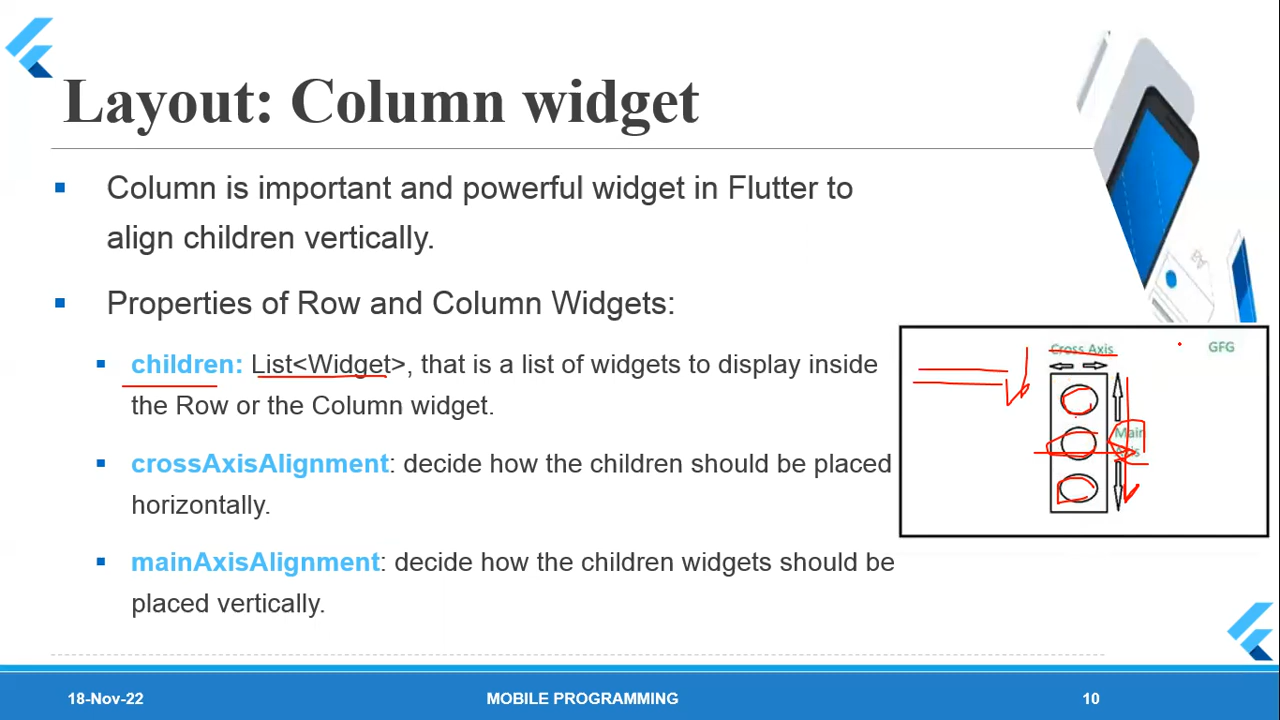 Layout: Column widget
Column is important and powerful widget in Flutter to
align children vertically.
Properties of Row and Column Widgets:
children: List<Widget>, that is a list of widgets to display inside
the Row or the Column widget.
crossAxisAlignment: decide how the children should be placed
horizontally.
mainAxisAlignment: decide how the children widgets should be
placed vertically.
Cross Axis
GFG
Main
Axis
18-Nov-22
MOBILE PROGRAMMING
10